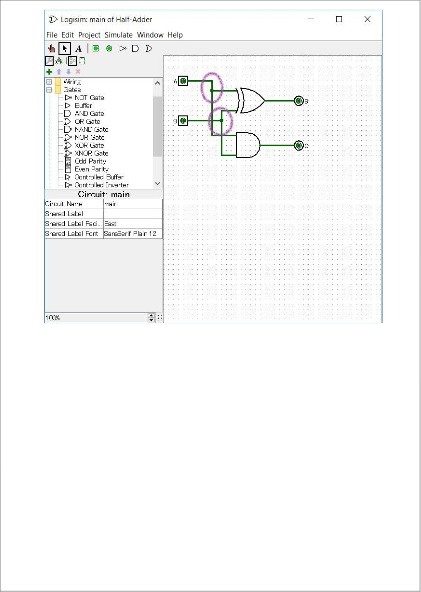 Logisim: main of Half-Adder
File Edit Project Simulate Window Help
A
Wiring
Gates
NOT Gate
Buffer
AND Gate
OR Gate
NAND Gate
NOR Gate
XOR Gate
XNOR Gate
Odd Parity
Even Parity
Controlled Buffer
Controlled Inverter
Circuit: main
Circuit Name main
Shared Label
Shared Label Faci... East
Shared Label Font SansSerif Plain 12
100%
A